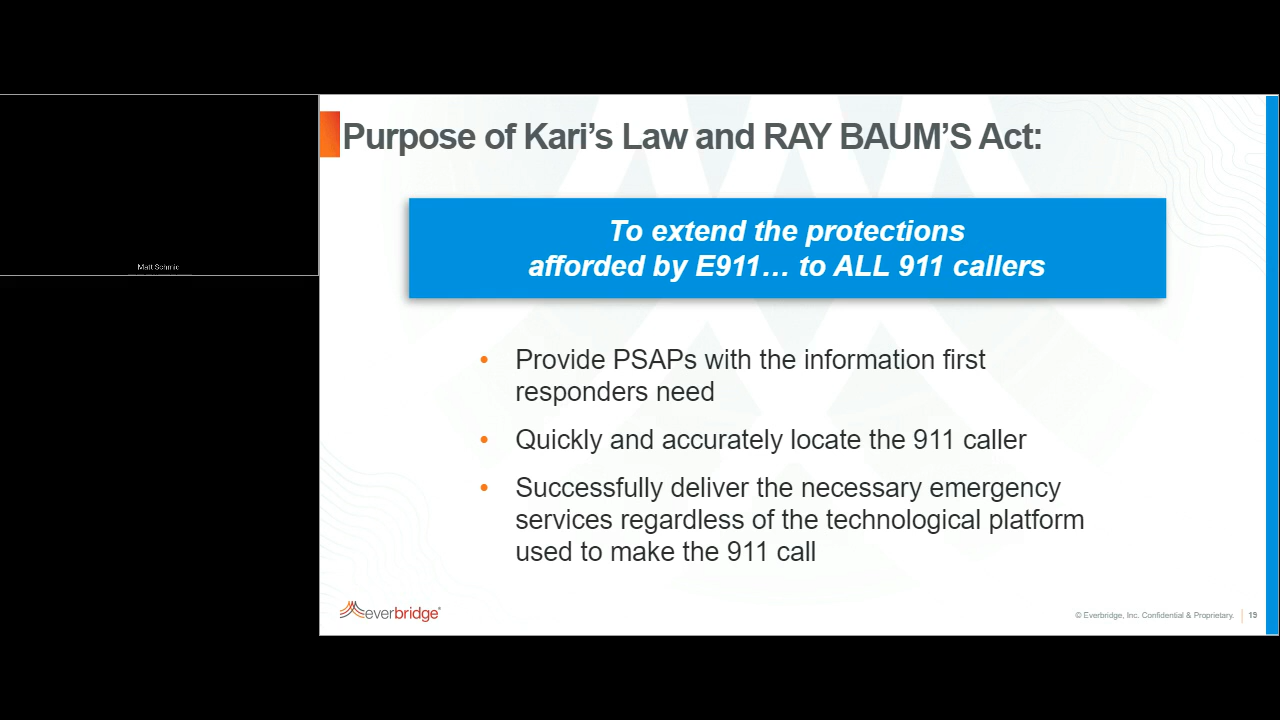 Purpose of Kari’s Law and RAY BAUM’S Act:
To extend the protections
afforded by E911… to ALL 911 callers
• Provide PSAPs with the information first
responders need
• Quickly and accurately locate the 911 caller
• Successfully deliver the necessary emergency
services regardless of the technological platform
used to make the 911 call
Matt Schmid
everbridge®
© Everbridge, Inc. Confidential & Proprietary. | 19